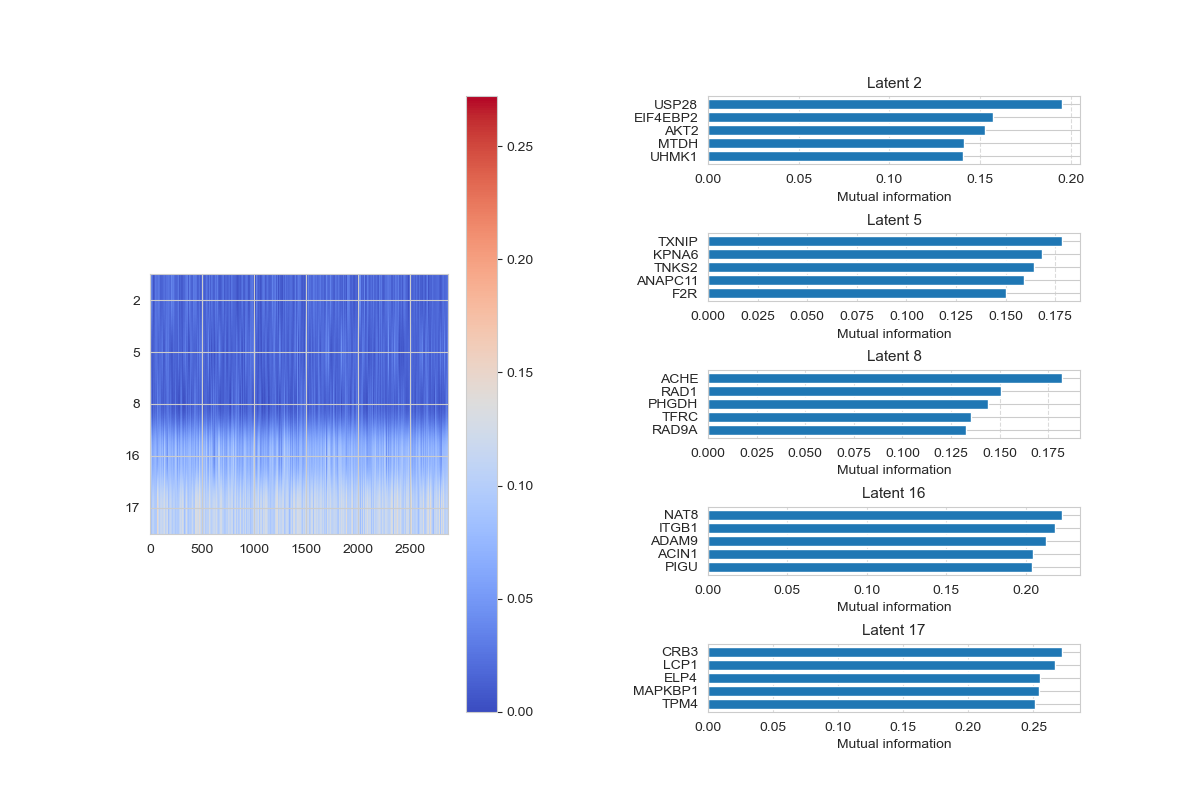 2
5
8
16
17
0 500 1000 1500 2000 2500
0.25
0.20
0.15
0.10
0.05
0.00
Latent 2
USP28
EIF4EBP2
AKT2
MTDH
UHMK1
0.00 0.05 0.10 0.15 0.20
Mutual information
Latent 5
TXNIP
KPNA6
TNKS2
ANAPC11
F2R
0.000 0.025 0.050 0.075 0.100 0.125 0.150 0.175
Mutual information
Latent 8
ACHE
RAD1
PHGDH
TFRC
RAD9A
0.000 0.025 0.050 0.075 0.100 0.125 0.150 0.175
Mutual information
Latent 16
NAT8
ITGB1
ADAM9
ACIN1
PIGU
0.00 0.05 0.10 0.15 0.20
Mutual information
Latent 17
CRB3
LCP1
ELP4
MAPKBP1
TPM4
0.00 0.05 0.10 0.15 0.20 0.25
Mutual information